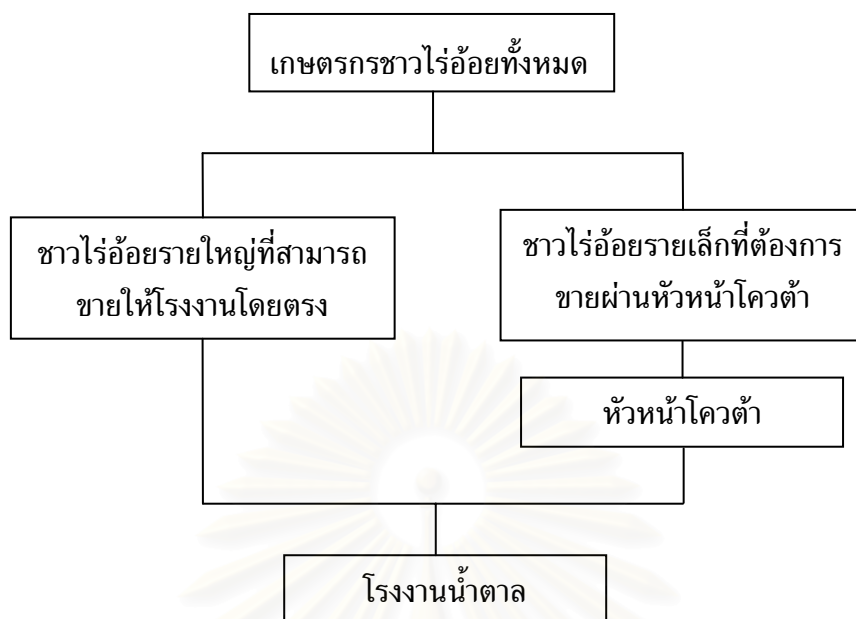 เกษตรกรชาวไร่อ้อยทั้งหมด
ชาวไร่อ้อยรายใหญ่ที่สามารถ
ขายให้โรงงานโดยตรง
ชาวไร่อ้อยรายเล็กที่ต้องการ
ขายผ่านหัวหน้าโควต้า
หัวหน้าโควต้า
โรงงานน้ำตาล